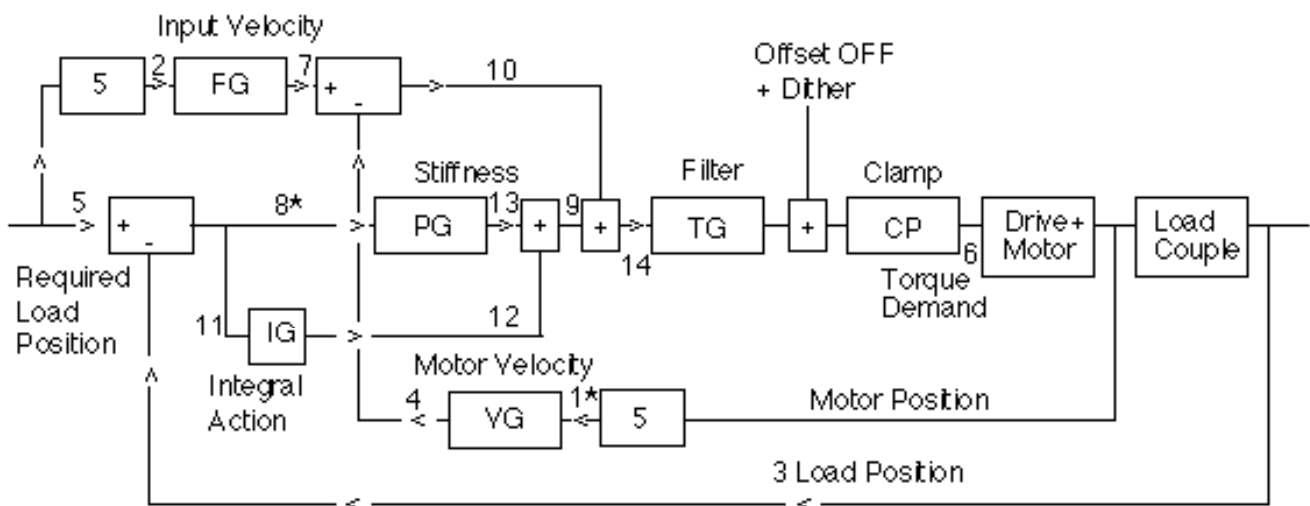 Input Velocity
Offset OFF
+ Dither
2
7
10
5
FG
+
-
Stiffness
Filter
Clamp
5
8*
13
9
+
-
PG
+
+
TG
+
CP
Drive+
Motor
Load
Couple
14
6
Required
Load
Position
Torque
Demand
11
IG
12
Integral
Action
Motor Velocity
4
1*
VG
5
Motor Position
3 Load Position